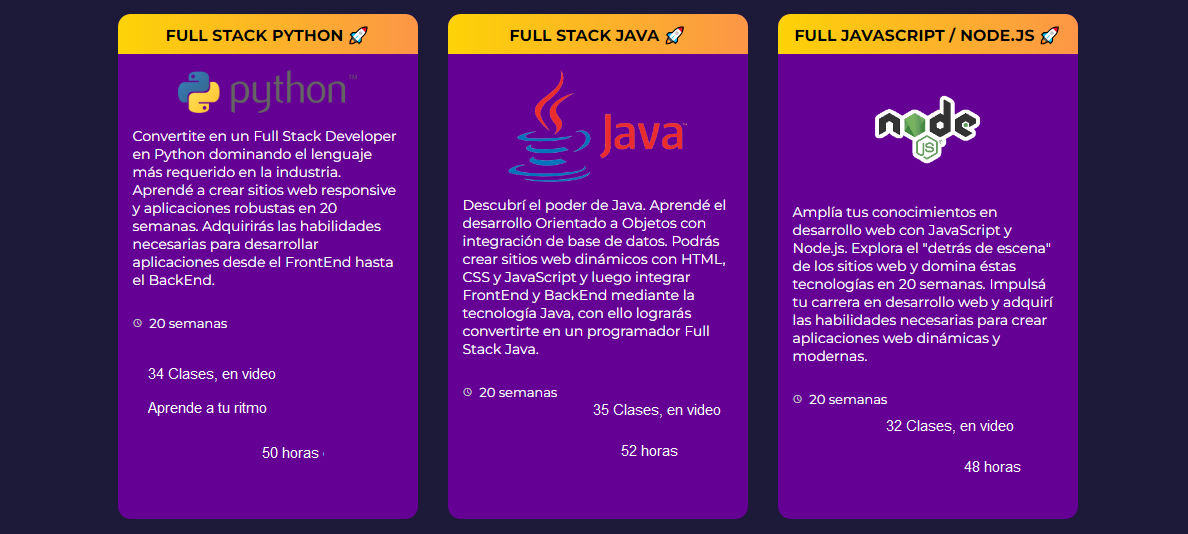 FULL STACK PYTHON 🚀
python™
Convertite en un Full Stack Developer
en Python dominando el lenguaje
más requerido en la industria.
Aprendé a crear sitios web responsive
y aplicaciones robustas en 20
semanas. Adquirirás las habilidades
necesarias para desarrollar
aplicaciones desde el FrontEnd hasta
el BackEnd.
20 semanas
34 Clases, en video
Aprende a tu ritmo
50 horas
FULL STACK JAVA 🚀
Java™
Descubrí el poder de Java. Aprendé el
desarrollo Orientado a Objetos con
integración de base de datos. Podrás
crear sitios web dinámicos con HTML,
CSS y JavaScript y luego integrar
FrontEnd y BackEnd mediante la
tecnología Java, con ello lograrás
convertirte en un programador Full
Stack Java.
20 semanas
35 Clases, en video
52 horas
FULL JAVASCRIPT / NODE.JS 🚀
node
JS
Amplía tus conocimientos en
desarrollo web con JavaScript y
Node.js. Explora el "detrás de escena"
de los sitios web y domina éstas
tecnologías en 20 semanas. Impulsá
tu carrera en desarrollo web y adquirí
las habilidades necesarias para crear
aplicaciones web dinámicas y
modernas.
20 semanas
32 Clases, en video
48 horas